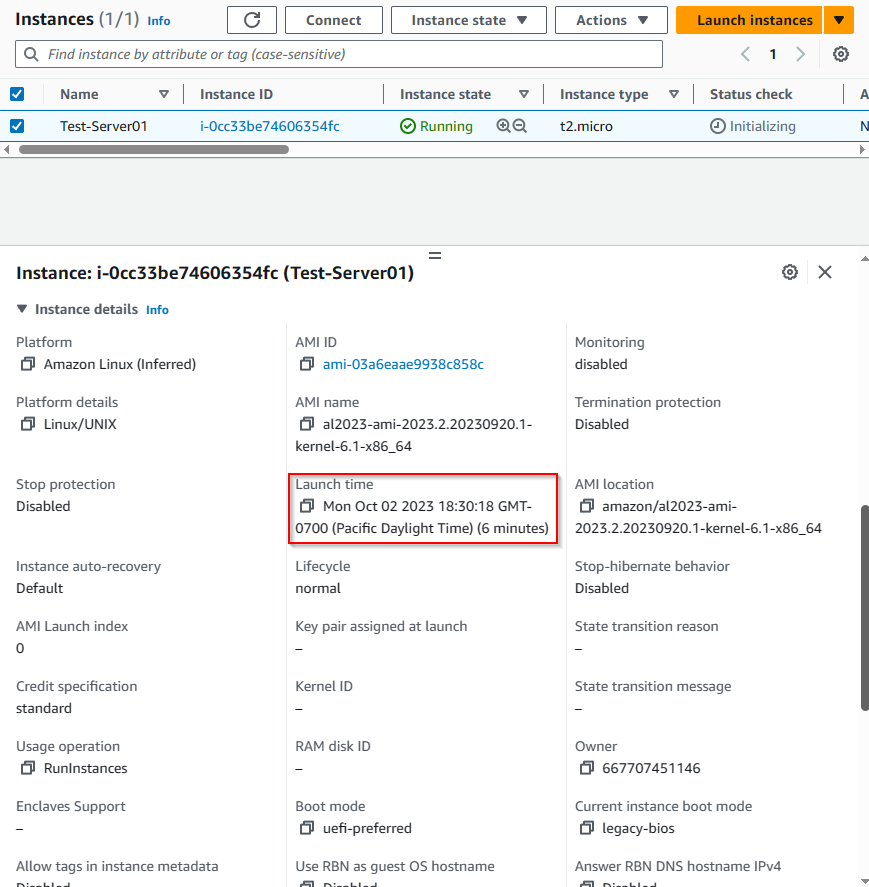 Instances (1/1) Info
Connect
Instance state
Actions
Launch instances
Find instance by attribute or tag (case-sensitive)
1
Name
Instance ID
Instance state
Instance type
Status check
A
Test-Server01
i-0cc33be74606354fc
Running
t2.micro
Initializing
N
Instance: i-0cc33be74606354fc (Test-Server01)
Instance details Info
Platform
Amazon Linux (Inferred)
AMI ID
ami-03a6eaae9938c858c
Monitoring
disabled
Platform details
Linux/UNIX
AMI name
al2023-ami-2023.2.20230920.1-
kernel-6.1-x86_64
Termination protection
Disabled
Stop protection
Disabled
Launch time
Mon Oct 02 2023 18:30:18 GMT-
0700 (Pacific Daylight Time) (6 minutes)
AMI location
amazon/al2023-ami-
2023.2.20230920.1-kernel-6.1-x86_64
Instance auto-recovery
Default
Lifecycle
normal
Stop-hibernate behavior
Disabled
AMI Launch index
0
Key pair assigned at launch
–
State transition reason
–
Credit specification
standard
Kernel ID
–
State transition message
–
Usage operation
RunInstances
RAM disk ID
–
Owner
667707451146
Enclaves Support
–
Boot mode
uefi-preferred
Current instance boot mode
legacy-bios
Allow tags in instance metadata
Disabled
Use RBN as guest OS hostname
Disabled
Answer RBN DNS hostname IPv4
Disabled